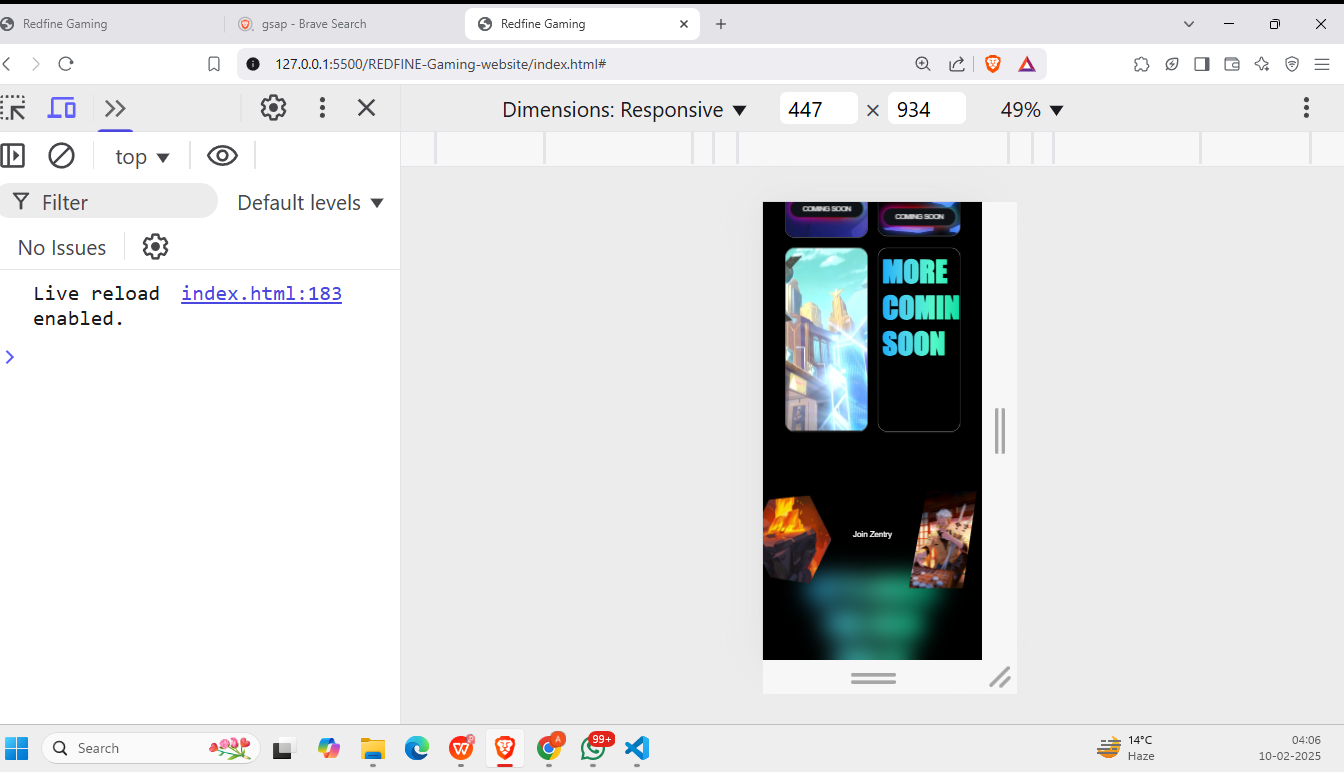 Redfine Gaming
gsap - Brave Search
Redfine Gaming
127.0.0.1:5500/REDFINE-Gaming-website/index.html#
Dimensions: Responsive
447 × 934
49%
top
Filter
Default levels
No Issues
Live reload index.html:183
enabled.
COMING SOON
COMING SOON
MORE
COMIN
SOON
Join Zentry
Search
99+
A
14°C
Haze
04:06
10-02-2025